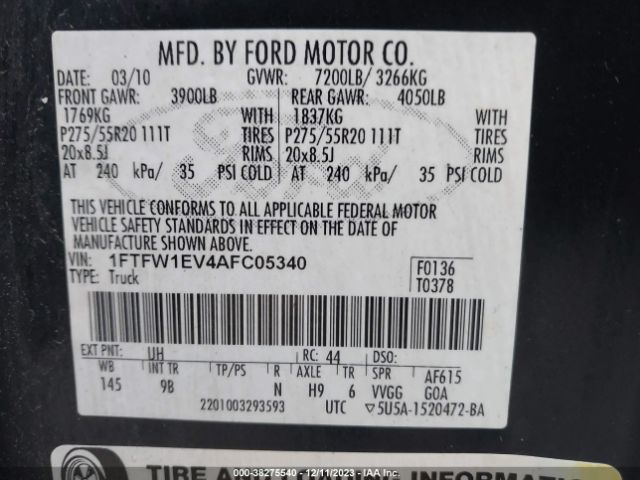 MFD. BY FORD MOTOR CO.
DATE: 03/10 GVWR: 7200LB/ 3266KG
FRONT GAWR: 3900LB REAR GAWR: 4050LB
1769KG WITH 1837KG WITH
P275/55R20 111T TIRES P275/55R20 111T TIRES
20x8.5J RIMS 20x8.5J RIMS
AT 240 kPa/ 35 PSI COLD AT 240 kPa/ 35 PSI COLD
THIS VEHICLE CONFORMS TO ALL APPLICABLE FEDERAL MOTOR
VEHICLE SAFETY STANDARDS IN EFFECT ON THE DATE OF
MANUFACTURE SHOWN ABOVE.
VIN: 1FTFW1EV4AFC05340 F0136
TYPE: Truck T0378
EXT PNT: UH RC: 44 DSO:
WB INT TR TP/PS R AXLE TR SPR AF615
145 9B N H9 6 VVGG GOA
2201003293593 UTC ▽5U5A-1520472-BA
TIRE AND LOADING INFORMATION
000-38275540 - 12/11/2023 - IAAI.COM